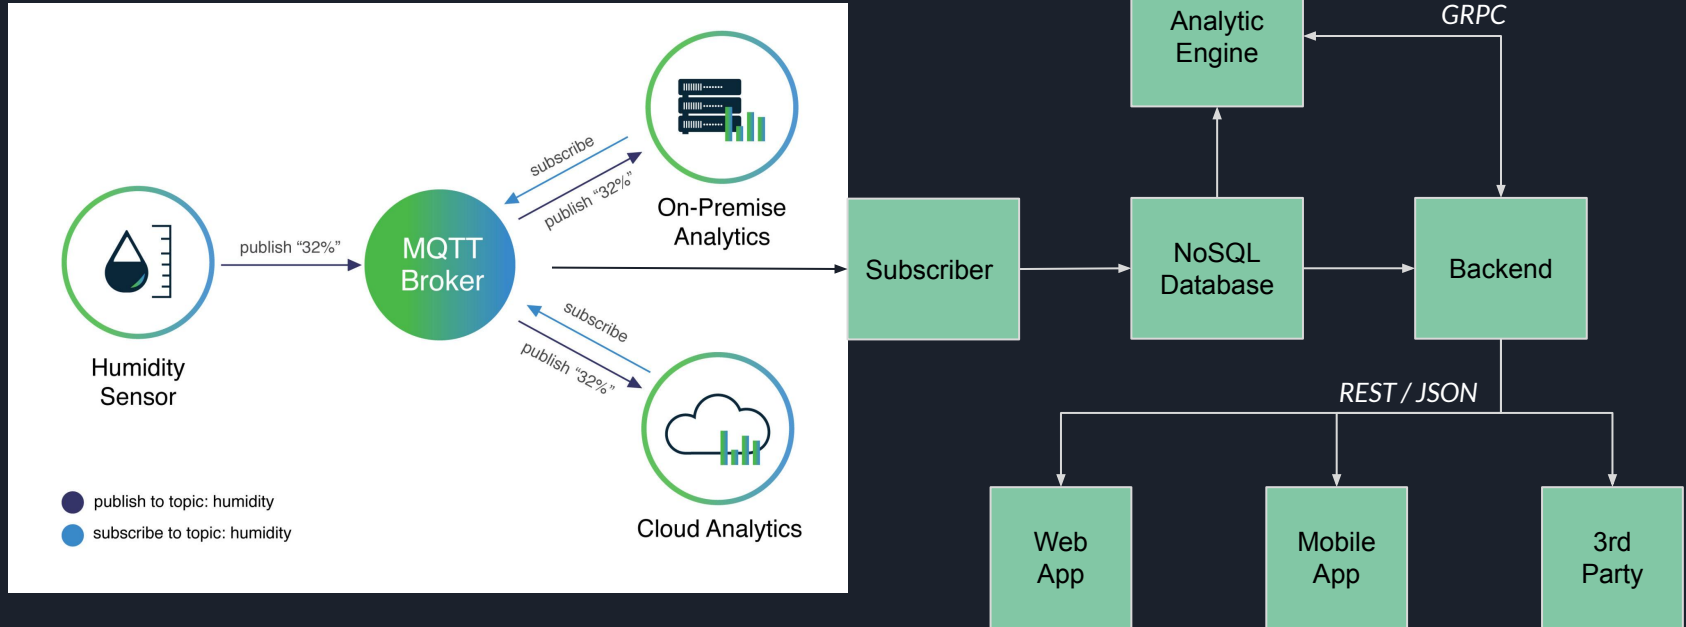 publish “32%”
MQTT
Broker
Humidity
Sensor
subscribe
publish “32%”
On-Premise
Analytics
subscribe
publish “32%”
Cloud Analytics
publish to topic: humidity
subscribe to topic: humidity
Subscriber
NoSQL
Database
Analytic
Engine
GRPC
Backend
REST / JSON
Web
App
Mobile
App
3rd
Party